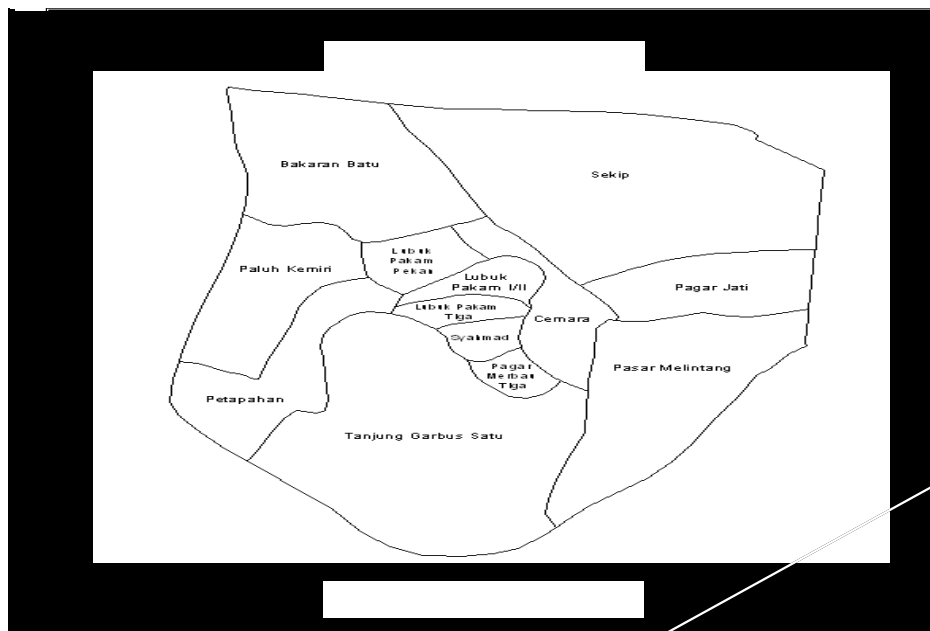 Bakaran Batu
Sekip
Lubuk
Pakam
Pekan
Paluh Kemiri
Lubuk
Pakam I/II
Pagar Jati
Lubuk Pakam
Tiga
Cemara
Syahmad
Pagar
Merbau
Tiga
Pasar Melintang
Petapahan
Tanjung Garbus Satu